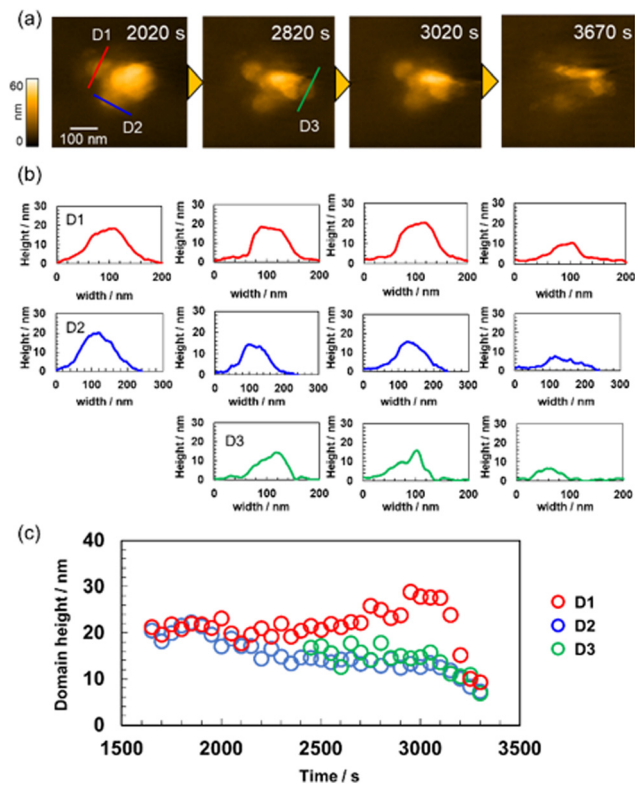 (a)
2020 s
2820 s
3020 s
3670 s
D1
D2
D3
60
nm
0
100 nm
(b)
Height / nm
30
20
10
0
D1
0 100 200
width / nm
Height / nm
30
20
10
0
0 100 200
width / nm
Height / nm
30
20
10
0
0 100 200
width / nm
Height / nm
30
20
10
0
0 100 200
width / nm
Height / nm
30
20
10
0
D2
0 100 200 300
width / nm
Height / nm
30
20
10
0
0 100 200 300
width / nm
Height / nm
30
20
10
0
0 100 200 300
width / nm
Height / nm
30
20
10
0
0 100 200 300
width / nm
Height / nm
30
20
10
0
D3
0 100 200
width / nm
Height / nm
30
20
10
0
0 100 200
width / nm
Height / nm
30
20
10
0
0 100 200
width / nm
(c)
Domain height / nm
40
30
20
10
0
1500 2000 2500 3000 3500
Time / s
D1
D2
D3